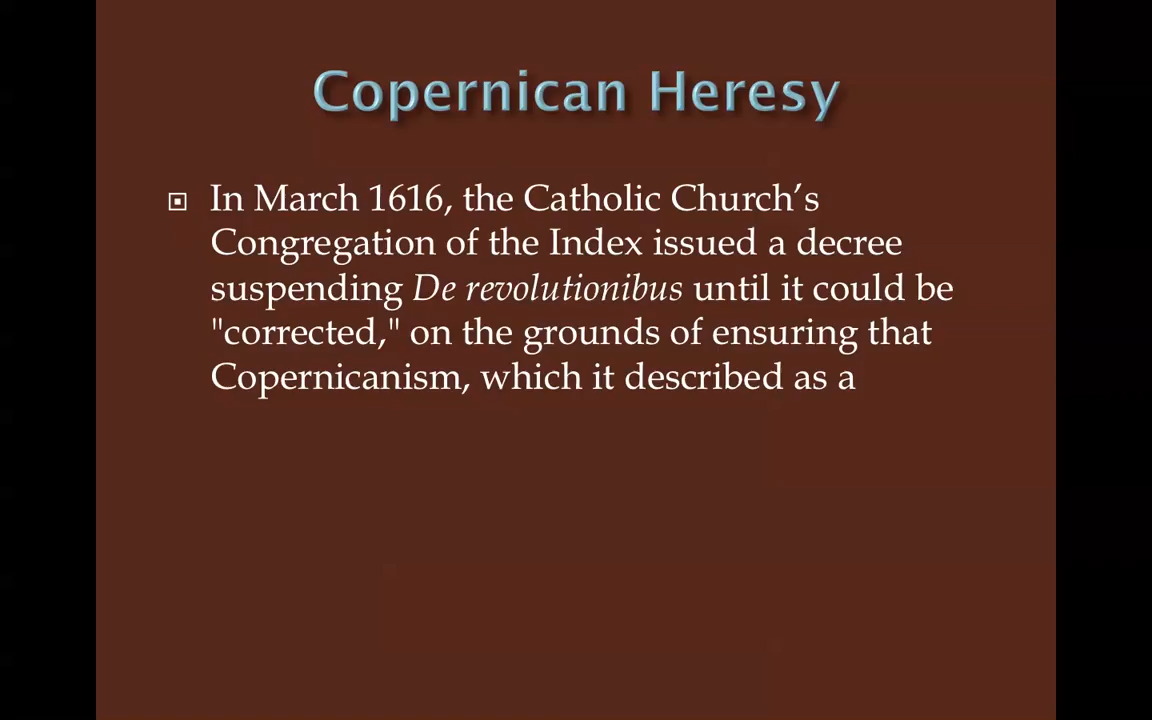 Copernican Heresy
In March 1616, the Catholic Church’s
Congregation of the Index issued a decree
suspending De revolutionibus until it could be
"corrected," on the grounds of ensuring that
Copernicanism, which it described as a